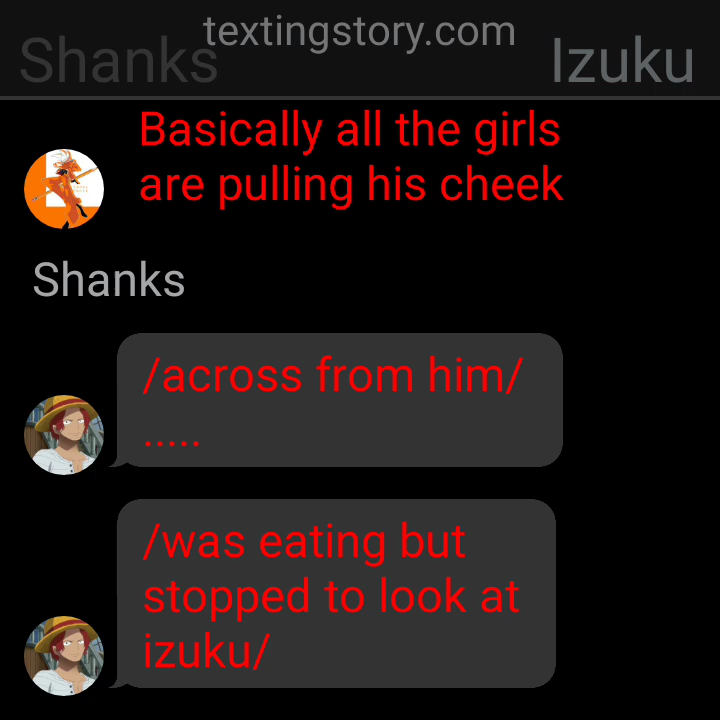 textingstory.com
Shanks
Izuku
Basically all the girls
are pulling his cheek
Shanks
/across from him/
.....
/was eating but
stopped to look at
izuku/